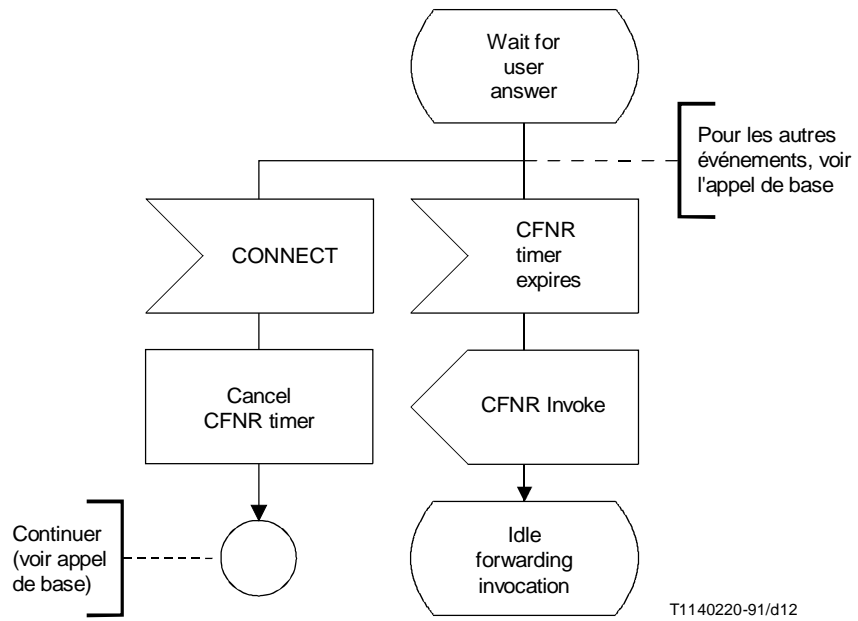 Wait for
user
answer
Pour les autres
événements, voir
l'appel de base
CONNECT
CFNR
timer
expires
Cancel
CFNR timer
CFNR Invoke
Continuer
(voir appel
de base)
Idle
forwarding
invocation
T1140220-91/d12